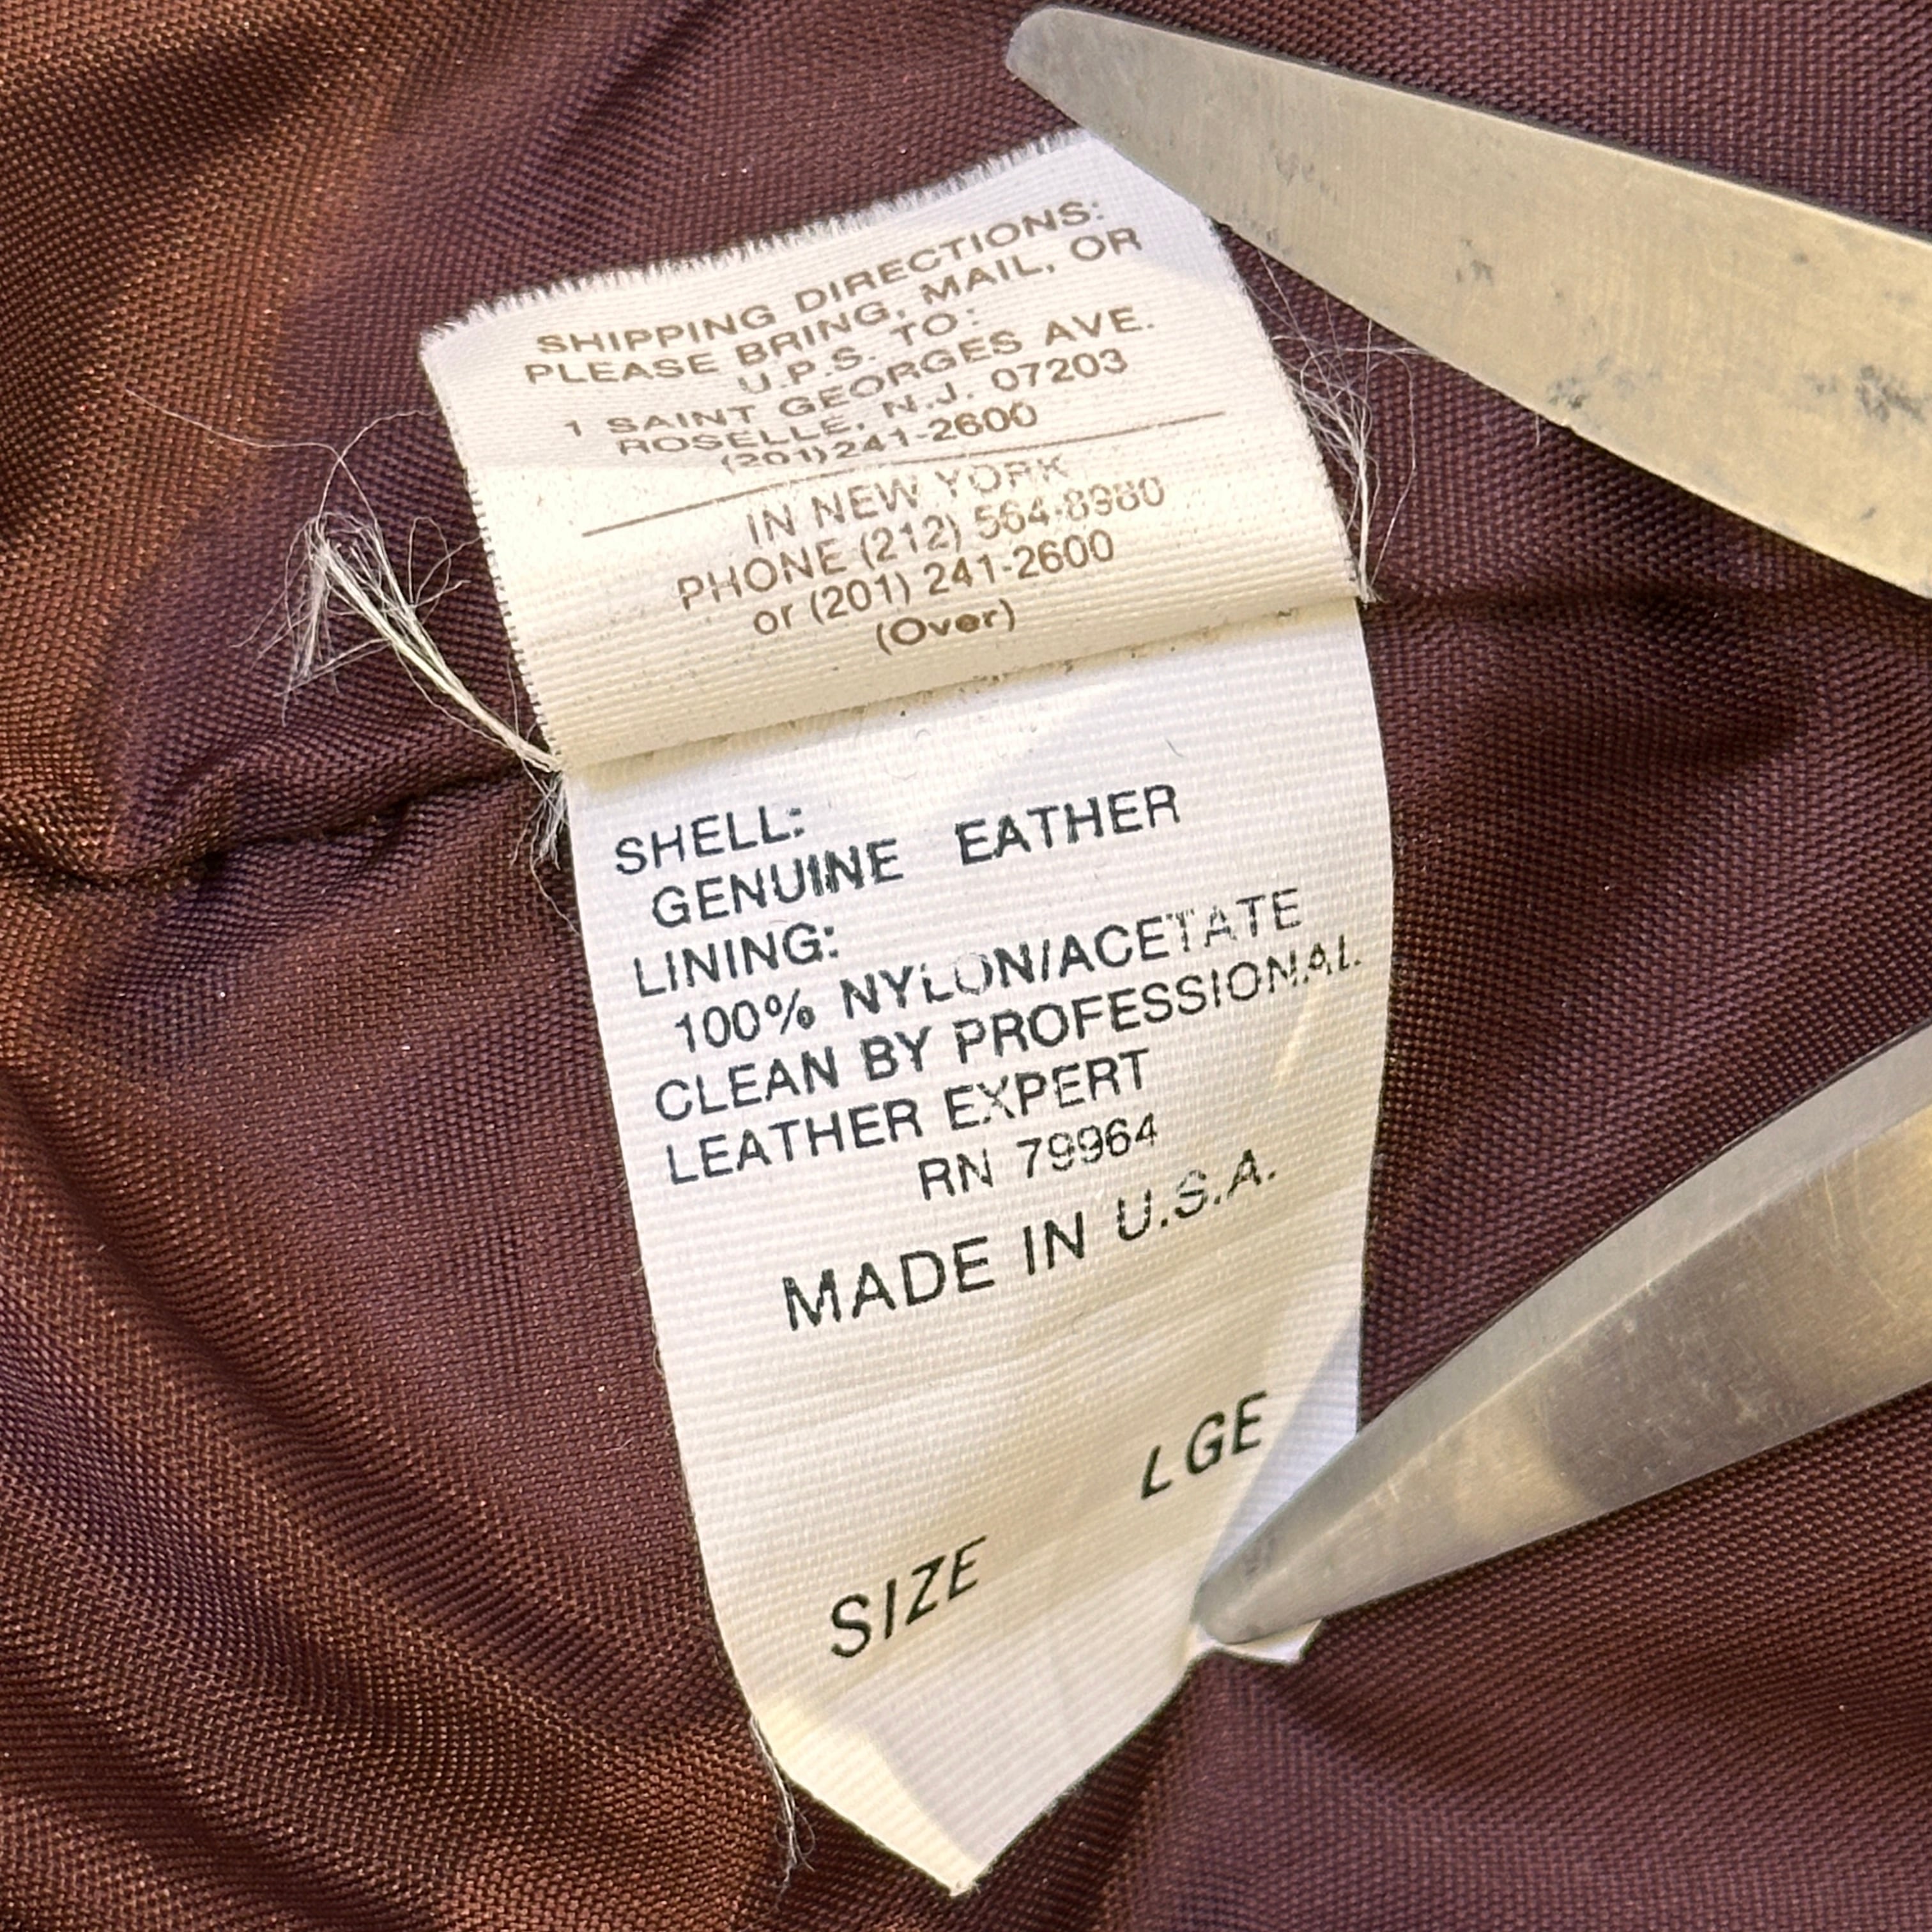 SHIPPING DIRECTIONS:
PLEASE BRING, MAIL, OR
U.P.S. TO:
1 SAINT GEORGES AVE.
ROSELLE, N.J. 07203
(201) 241-2600
IN NEW YORK
PHONE (212) 564-8980
or (201) 241-2600
(Over)
SHELL:
GENUINE EATHER
LINING:
100% NYLON/ACETATE
CLEAN BY PROFESSIONAL
LEATHER EXPERT
RN 79964
MADE IN U.S.A.
LGE
SIZE